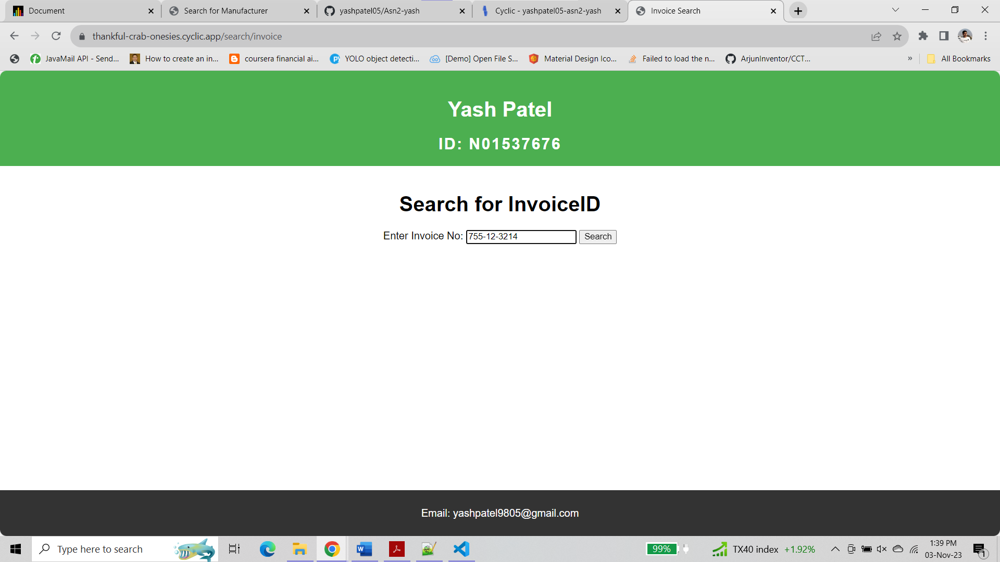 Document
Search for Manufacturer
yashpatel05/Asn2-yash
Cyclic - yashpatel05-asn2-yash
Invoice Search
thankful-crab-onesies.cyclic.app/search/invoice
JavaMail API - Send...
How to create an in...
coursera financial ai...
YOLO object detecti...
[Demo] Open File S...
Material Design Ico...
Failed to load the n...
ArjunInventor/CCT...
»
All Bookmarks
Yash Patel
ID: N01537676
Search for InvoiceID
Enter Invoice No: 755-12-3214 Search
Email: yashpatel9805@gmail.com
Type here to search
99%
TX40 index +1.92%
1:39 PM
03-Nov-23
1